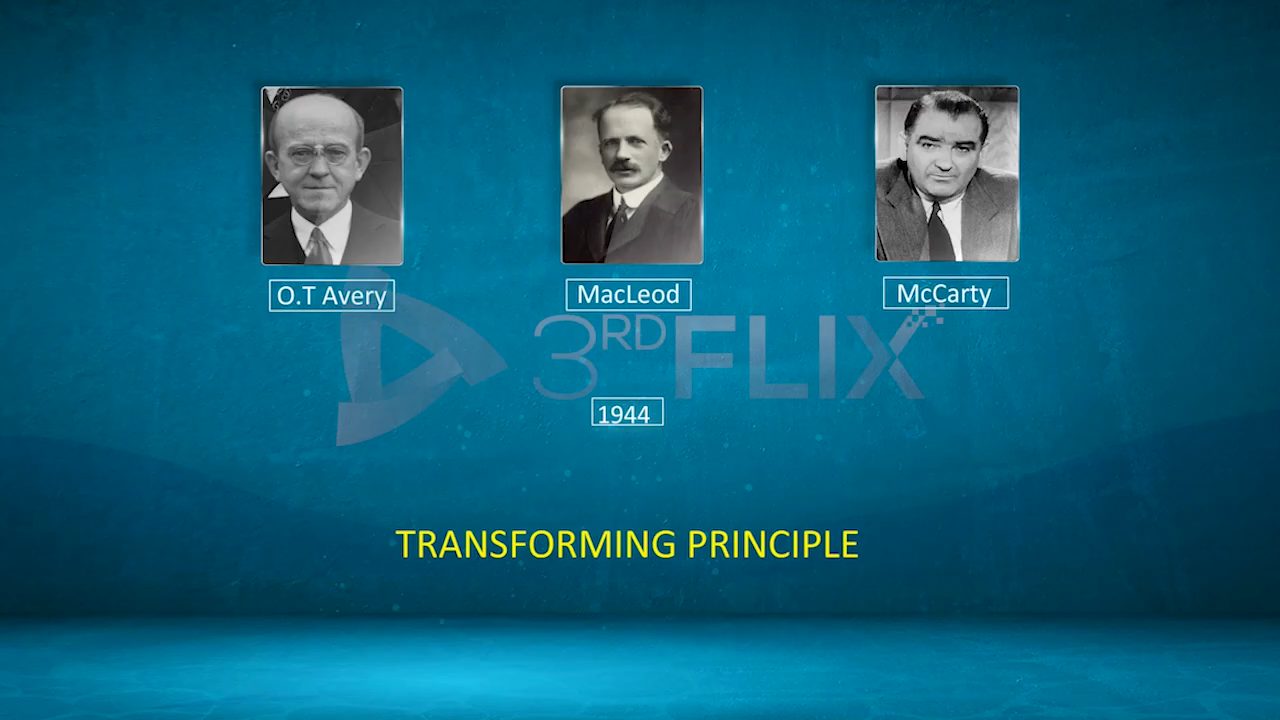 O.T Avery
MacLeod
McCarty
3RD FLIX
1944
TRANSFORMING PRINCIPLE